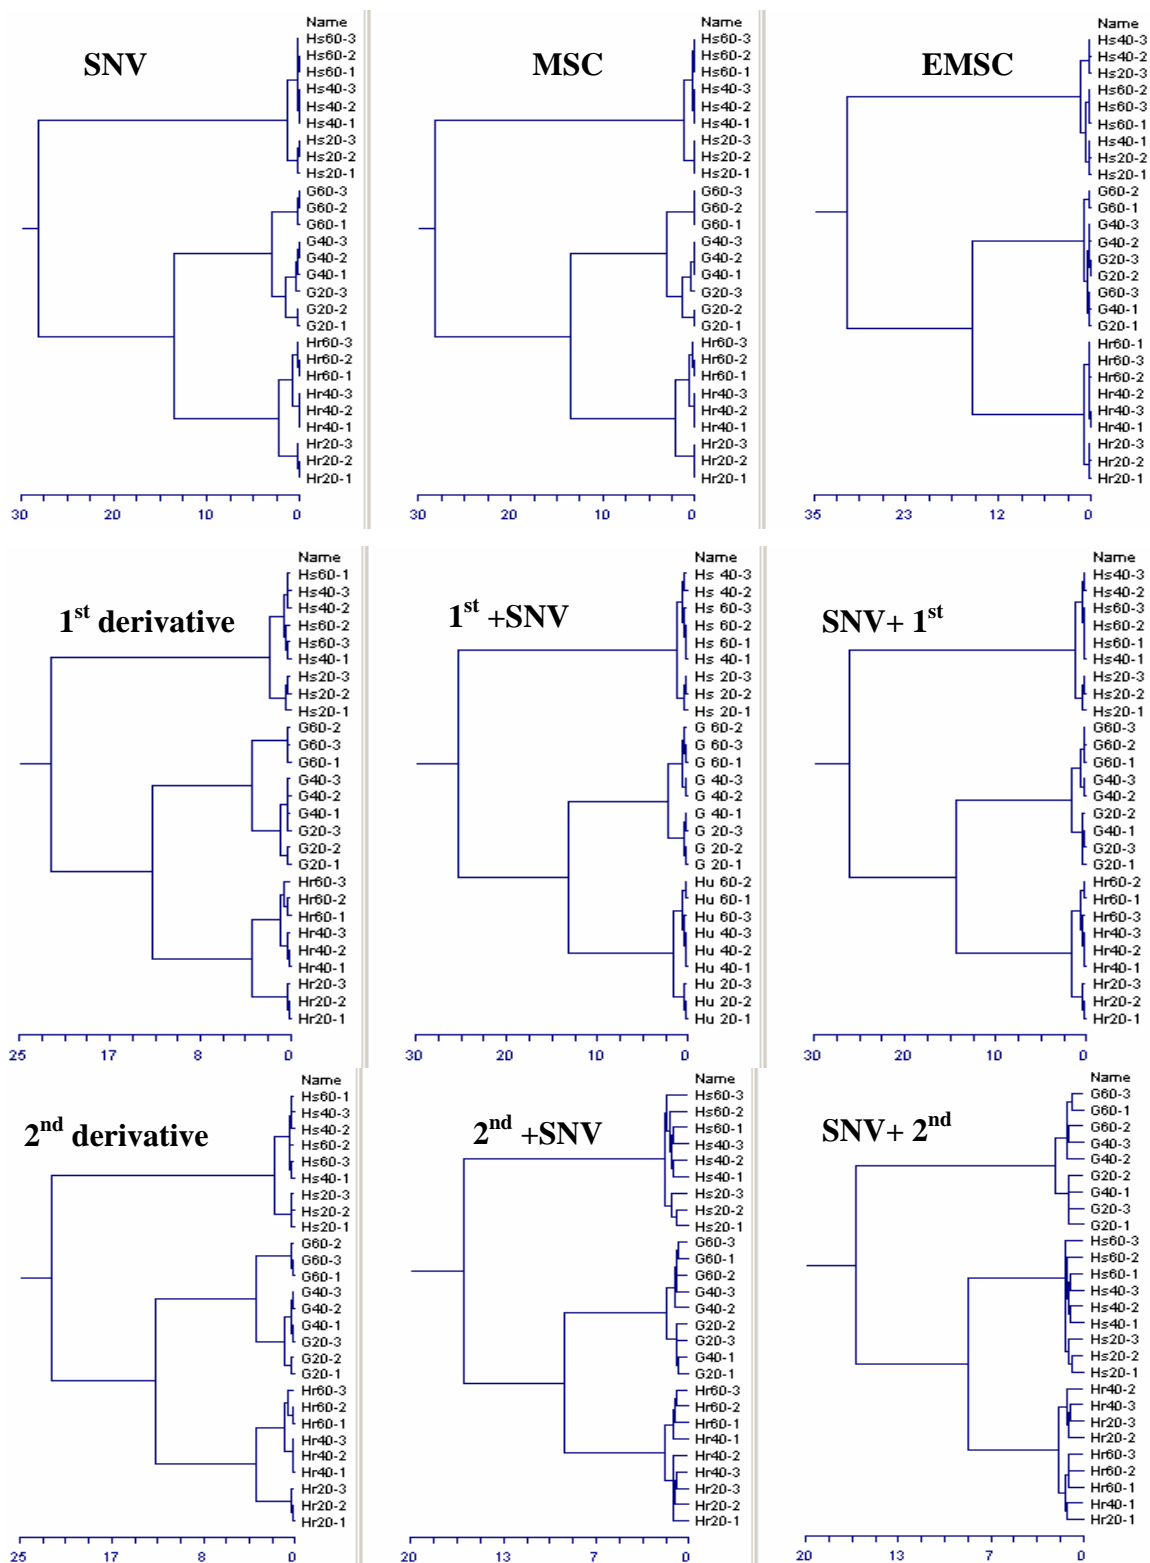 SNV
Name
Hs60-3
Hs60-2
Hs60-1
Hs40-3
Hs40-2
Hs40-1
Hs20-3
Hs20-2
Hs20-1
G60-3
G60-2
G60-1
G40-3
G40-2
G40-1
G20-3
G20-2
G20-1
Hr60-3
Hr60-2
Hr60-1
Hr40-3
Hr40-2
Hr40-1
Hr20-3
Hr20-2
Hr20-1
30 20 10 0
MSC
Name
Hs60-3
Hs60-2
Hs60-1
Hs40-3
Hs40-2
Hs40-1
Hs20-3
Hs20-2
Hs20-1
G60-3
G60-2
G60-1
G40-3
G40-2
G40-1
G20-3
G20-2
G20-1
Hr60-3
Hr60-2
Hr60-1
Hr40-3
Hr40-2
Hr40-1
Hr20-3
Hr20-2
Hr20-1
30 20 10 0
EMSC
Name
Hs40-3
Hs40-2
Hs20-3
Hs60-2
Hs60-3
Hs60-1
Hs40-1
Hs20-2
Hs20-1
G60-2
G60-1
G40-3
G40-2
G20-3
G20-2
G60-3
G40-1
G20-1
Hr60-1
Hr60-3
Hr60-2
Hr40-2
Hr40-3
Hr40-1
Hr20-3
Hr20-2
Hr20-1
35 23 12 0
1st derivative
Name
Hs60-1
Hs40-3
Hs40-2
Hs60-2
Hs60-3
Hs40-1
Hs20-3
Hs20-2
Hs20-1
G60-2
G60-3
G60-1
G40-3
G40-2
G40-1
G20-3
G20-2
G20-1
Hr60-3
Hr60-2
Hr60-1
Hr40-3
Hr40-2
Hr40-1
Hr20-3
Hr20-2
Hr20-1
25 17 8 0
1st +SNV
Name
Hs 40-3
Hs 40-2
Hs 60-3
Hs 60-2
Hs 60-1
Hs 40-1
Hs 20-3
Hs 20-2
Hs 20-1
G 60-2
G 60-3
G 60-1
G 40-3
G 40-2
G 40-1
G 20-3
G 20-2
G 20-1
Hu 60-2
Hu 60-1
Hu 60-3
Hu 40-3
Hu 40-2
Hu 40-1
Hu 20-3
Hu 20-2
Hu 20-1
30 20 10 0
SNV+ 1st
Name
Hs40-3
Hs40-2
Hs60-3
Hs60-2
Hs60-1
Hs40-1
Hs20-3
Hs20-2
Hs20-1
G60-3
G60-2
G60-1
G40-3
G40-2
G20-2
G40-1
G20-3
G20-1
Hr60-2
Hr60-1
Hr60-3
Hr40-3
Hr40-2
Hr40-1
Hr20-3
Hr20-2
Hr20-1
30 20 10 0
2nd derivative
Name
Hs60-1
Hs40-3
Hs40-2
Hs60-2
Hs60-3
Hs40-1
Hs20-3
Hs20-2
Hs20-1
G60-2
G60-3
G60-1
G40-3
G40-2
G40-1
G20-3
G20-2
G20-1
Hr60-3
Hr60-2
Hr60-1
Hr40-3
Hr40-2
Hr40-1
Hr20-3
Hr20-2
Hr20-1
25 17 8 0
2nd +SNV
Name
Hs60-3
Hs60-2
Hs60-1
Hs40-3
Hs40-2
Hs40-1
Hs20-3
Hs20-2
Hs20-1
G60-3
G60-1
G60-2
G40-3
G40-2
G20-2
G20-3
G40-1
G20-1
Hr60-3
Hr60-2
Hr60-1
Hr40-1
Hr40-2
Hr40-3
Hr20-3
Hr20-2
Hr20-1
20 13 7 0
SNV+ 2nd
Name
G60-3
G60-1
G60-2
G40-3
G40-2
G20-2
G40-1
G20-3
G20-1
Hs60-3
Hs60-2
Hs60-1
Hs40-3
Hs40-2
Hs40-1
Hs20-3
Hs20-2
Hs20-1
Hr40-2
Hr40-3
Hr20-3
Hr20-2
Hr60-3
Hr60-2
Hr60-1
Hr40-1
Hr20-1
20 13 7 0